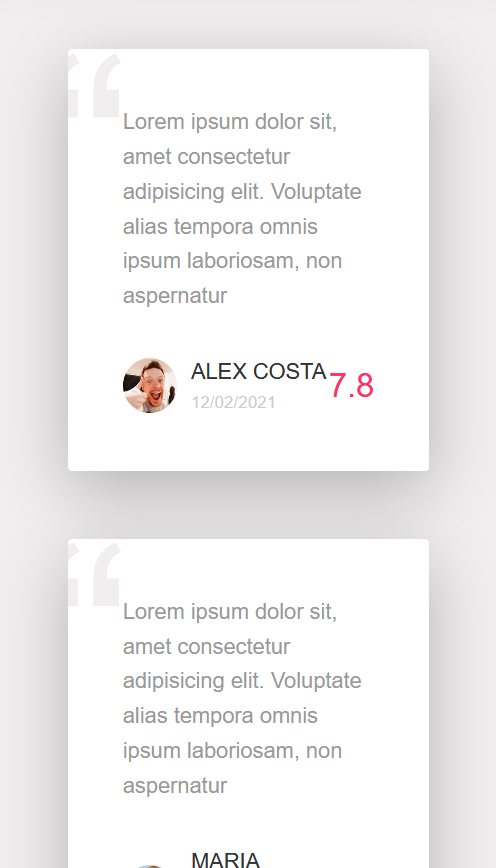 “
Lorem ipsum dolor sit,
amet consectetur
adipisicing elit. Voluptate
alias tempora omnis
ipsum laboriosam, non
aspernatur
ALEX COSTA 7.8
12/02/2021
“
Lorem ipsum dolor sit,
amet consectetur
adipisicing elit. Voluptate
alias tempora omnis
ipsum laboriosam, non
aspernatur
MARIA